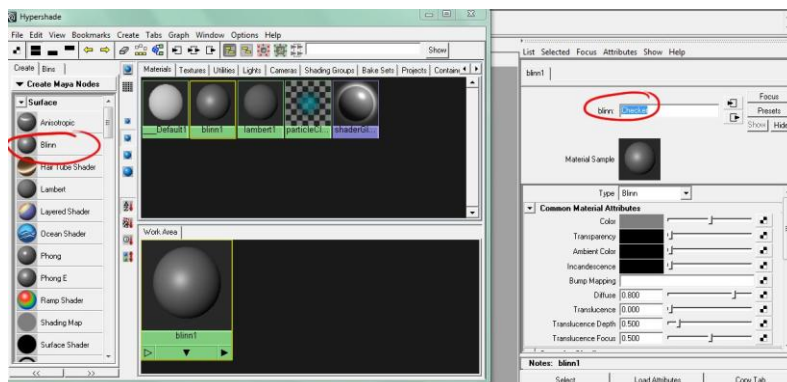 Hypershade
File Edit View Bookmarks Create Tabs Graph Window Options Help
Show
Create Bins
Create Maya Nodes
Surface
Anisotropic
Blinn
Hair Tube Shader
Lambert
Layered Shader
Ocean Shader
Phong
Phong E
Ramp Shader
Shading Map
Surface Shader
<< >>
Materials Textures Utilities Lights Cameras Shading Groups Bake Sets Projects Contain
Default1 blinn1 lambert1 particleCl... shaderGl...
Work Area
blinn1
List Selected Focus Attributes Show Help
blinn1
blinn: Checker
Focus
Presets
Show Hide
Material Sample
Type Blinn
Common Material Attributes
Color
Transparency
Ambient Color
Incandescence
Bump Mapping
Diffuse 0.800
Translucence 0.000
Translucence Depth 0.500
Translucence Focus 0.500
Notes: blinn1
Select Load Attributes Copy Tab